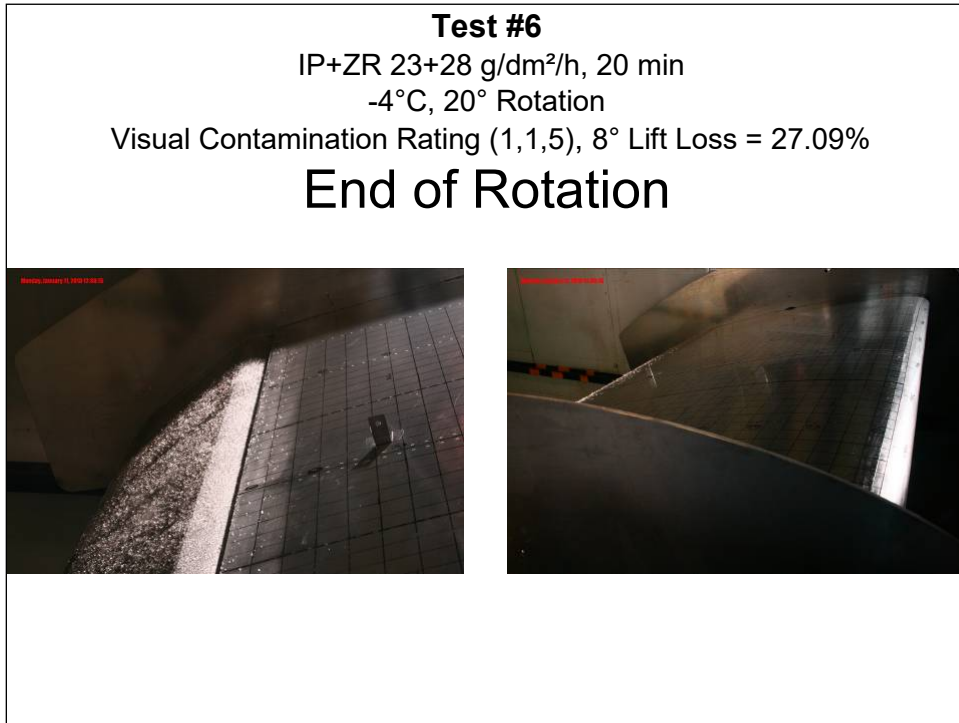 Test #6
IP+ZR 23+28 g/dm²/h, 20 min
-4°C, 20° Rotation
Visual Contamination Rating (1,1,5), 8° Lift Loss = 27.09%
End of Rotation